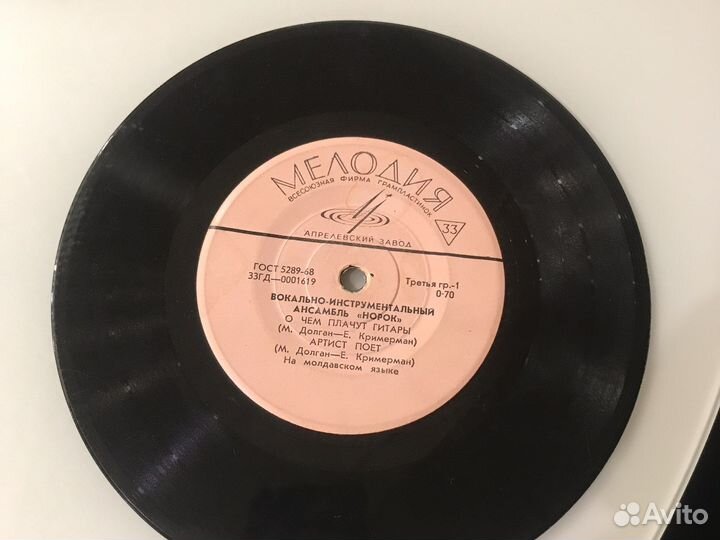 МЕЛОДИЯ
ВСЕСОЮЗНАЯ ФИРМА ГРАМПЛАСТИНОК
33
АПРЕЛЕВСКИЙ ЗАВОД
ГОСТ 5289-68
33ГД—0001619
Третья гр.-1
0-70
ВОКАЛЬНО-ИНСТРУМЕНТАЛЬНЫЙ
АНСАМБЛЬ «НОРОК»
О ЧЕМ ПЛАЧУТ ГИТАРЫ
(М. Долган—Е. Кримерман)
АРТИСТ ПОЕТ
(М. Долган—Е. Кримерман)
На молдавском языке
Avito